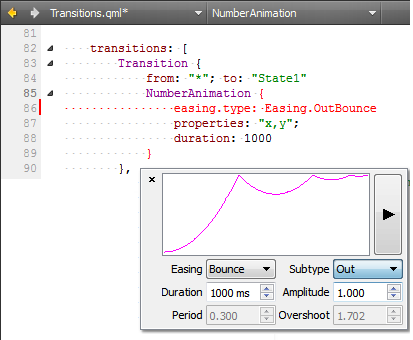 Transitions.qml* NumberAnimation
81
82 transitions: [
83 Transition {
84 from: "*"; to: "State1"
85 NumberAnimation {
86 easing.type: Easing.OutBounce
87 properties: "x,y";
88 duration: 1000
89 }
90 },
Easing Bounce Subtype Out
Duration 1000 ms Amplitude 1.000
Period 0.300 Overshoot 1.702